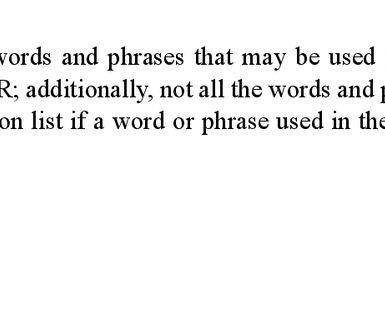 words and phrases that may be used
R; additionally, not all the words and
on list if a word or phrase used in the